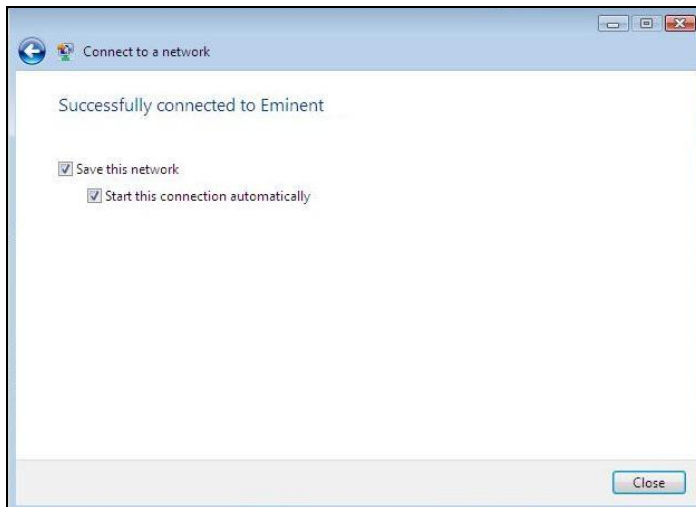 Connect to a network
Successfully connected to Eminent
Save this network
Start this connection automatically
Close